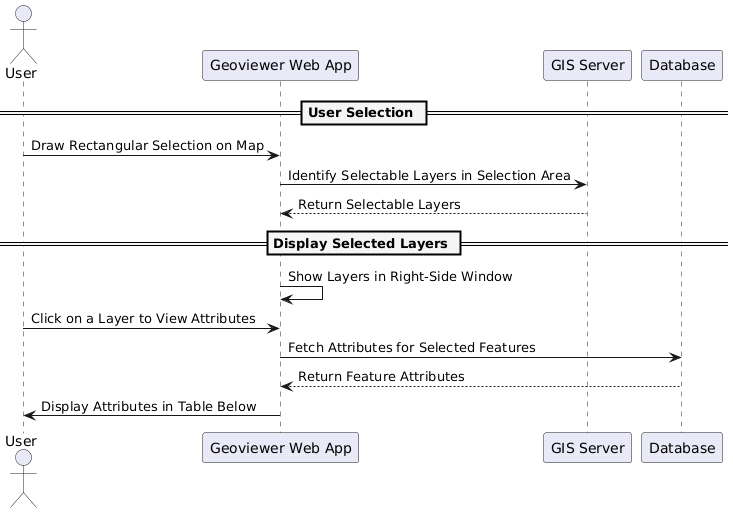 User
Geoviewer Web App
GIS Server
Database
User Selection
Draw Rectangular Selection on Map
Identify Selectable Layers in Selection Area
Return Selectable Layers
Display Selected Layers
Show Layers in Right-Side Window
Click on a Layer to View Attributes
Fetch Attributes for Selected Features
Return Feature Attributes
Display Attributes in Table Below
User
Geoviewer Web App
GIS Server
Database